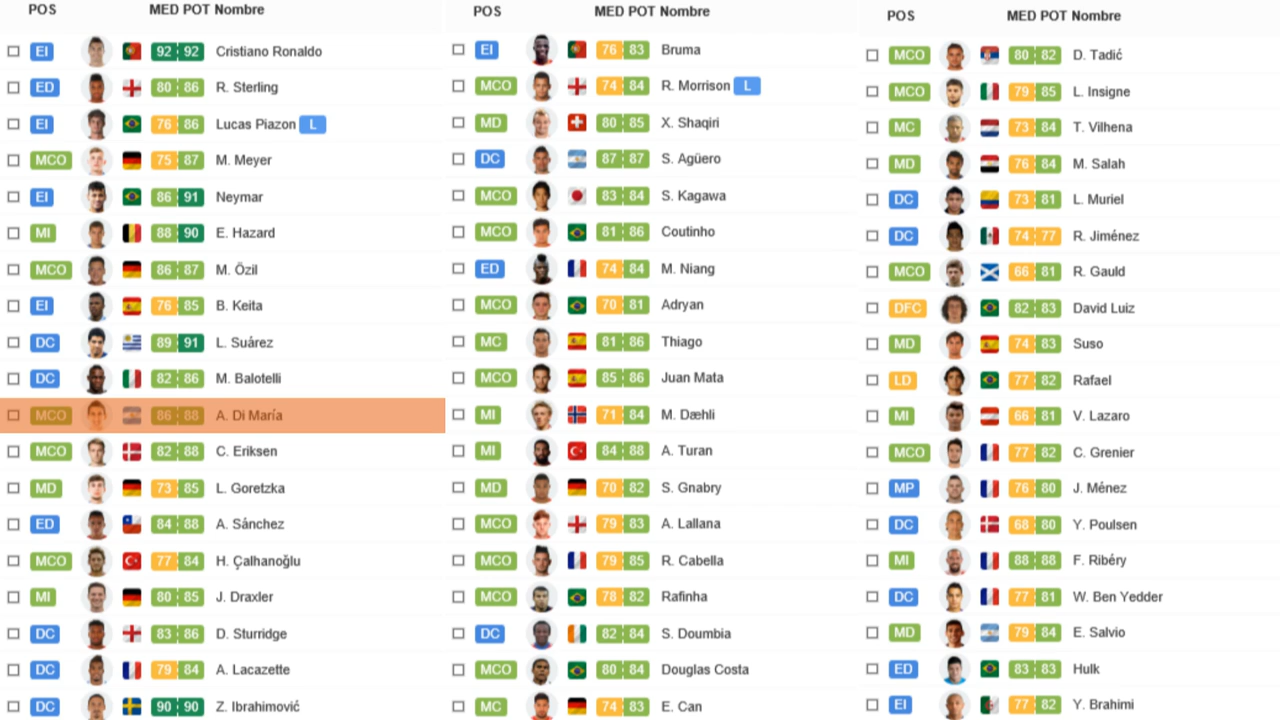 POS MED POT Nombre
EI 92 92 Cristiano Ronaldo
ED 80 86 R. Sterling
EI 76 86 Lucas Piazon L
MCO 75 87 M. Meyer
EI 86 91 Neymar
MI 88 90 E. Hazard
MCO 86 87 M. Özil
EI 76 85 B. Keita
DC 89 91 L. Suárez
DC 82 86 M. Balotelli
MCO 86 88 A. Di María
MCO 82 88 C. Eriksen
MD 73 85 L. Goretzka
ED 84 88 A. Sánchez
MCO 77 84 H. Çalhanoğlu
MI 80 85 J. Draxler
DC 83 86 D. Sturridge
DC 79 84 A. Lacazette
DC 90 90 Z. Ibrahimović
POS MED POT Nombre
EI 76 83 Bruma
MCO 74 84 R. Morrison L
MD 80 85 X. Shaqiri
DC 87 87 S. Agüero
MCO 83 84 S. Kagawa
MCO 81 86 Coutinho
ED 74 84 M. Niang
MCO 70 81 Adryan
MC 81 86 Thiago
MCO 85 86 Juan Mata
MI 71 84 M. Dæhli
MI 84 88 A. Turan
MD 70 82 S. Gnabry
MCO 79 83 A. Lallana
MCO 79 85 R. Cabella
MCO 78 82 Rafinha
DC 82 84 S. Doumbia
MCO 80 84 Douglas Costa
MC 74 83 E. Can
POS MED POT Nombre
MCO 80 82 D. Tadić
MCO 79 85 L. Insigne
MC 73 84 T. Vilhena
MD 76 84 M. Salah
DC 73 81 L. Muriel
DC 74 77 R. Jiménez
MCO 66 81 R. Gauld
DFC 82 83 David Luiz
MD 74 83 Suso
LD 77 82 Rafael
MI 66 81 V. Lazaro
MCO 77 82 C. Grenier
MP 76 80 J. Ménez
DC 68 80 Y. Poulsen
MI 88 88 F. Ribéry
DC 77 81 W. Ben Yedder
MD 79 84 E. Salvio
ED 83 83 Hulk
EI 77 82 Y. Brahimi